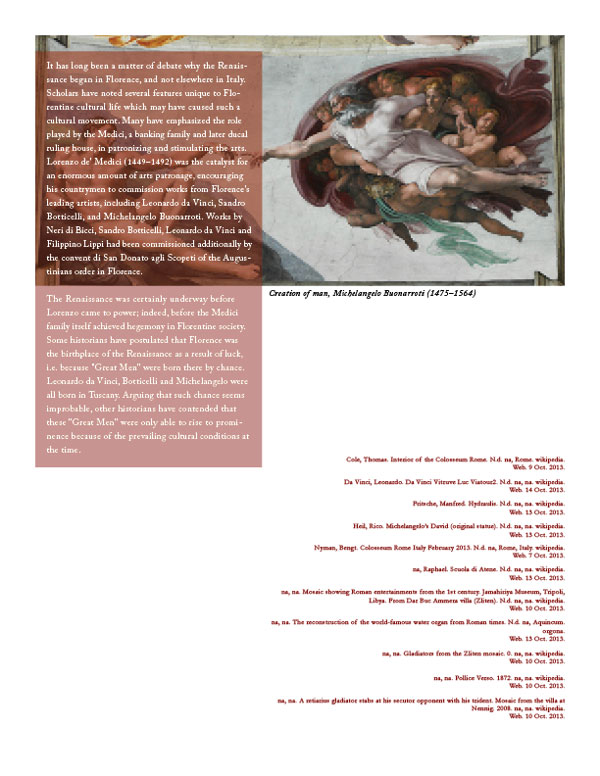 It has long been a matter of debate why the Renais-
sance began in Florence, and not elsewhere in Italy.
Scholars have noted several features unique to Flo-
rentine cultural life which may have caused such a
cultural movement. Many have emphasized the role
played by the Medici, a banking family and later ducal
ruling house, in patronizing and stimulating the arts.
Lorenzo de' Medici (1449–1492) was the catalyst for
an enormous amount of arts patronage, encouraging
his countrymen to commission works from Florence's
leading artists, including Leonardo da Vinci, Sandro
Botticelli, and Michelangelo Buonarroti. Works by
Neri di Bicci, Sandro Botticelli, Leonardo da Vinci and
Filippino Lippi had been commissioned additionally by
the convent di San Donato agli Scopeti of the Augus-
tinians order in Florence.
The Renaissance was certainly underway before
Lorenzo came to power; indeed, before the Medici
family itself achieved hegemony in Florentine society.
Some historians have postulated that Florence was
the birthplace of the Renaissance as a result of luck,
i.e. because "Great Men" were born there by chance.
Leonardo da Vinci, Botticelli and Michelangelo were
all born in Tuscany. Arguing that such chance seems
improbable, other historians have contended that
these "Great Men" were only able to rise to promi-
nence because of the prevailing cultural conditions at
the time.
Creation of man, Michelangelo Buonarroti (1475–1564)
Cole, Thomas. Interior of the Colosseum Rome. N.d. na, Rome. wikipedia.
Web. 9 Oct. 2013.
Da Vinci, Leonardo. Da Vinci Vitruve Luc Viatour2. N.d. na, na. wikipedia.
Web. 14 Oct. 2013.
Fritsche, Manfred. Hydraulis. N.d. na, na. wikipedia.
Web. 13 Oct. 2013.
Heil, Rico. Michelangelo's David (original statue). N.d. na, na. wikipedia.
Web. 13 Oct. 2013.
Nyman, Bengt. Colosseum Rome Italy February 2013. N.d. na, Rome, Italy. wikipedia.
Web. 7 Oct. 2013.
na, Raphael. Scuola di Atene. N.d. na, na. wikipedia.
Web. 13 Oct. 2013.
na, na. Mosaic showing Roman entertainments from the 1st century. Jamahiriya Museum, Tripoli,
Libya. From Dar Buc Ammera villa (Zliten). N.d. na, na. wikipedia.
Web. 10 Oct. 2013.
na, na. The reconstruction of the world-famous water organ from Roman times. N.d. na, Aquincum.
orgona.
Web. 13 Oct. 2013.
na, na. Gladiators from the Zliten mosaic. 0. na, na. wikipedia.
Web. 10 Oct. 2013.
na, na. Pollice Verso. 1872. na, na. wikipedia.
Web. 10 Oct. 2013.
na, na. A retiarius gladiator stabs at his secutor opponent with his trident. Mosaic from the villa at
Nennig. 2008. na, na. wikipedia.
Web. 10 Oct. 2013.